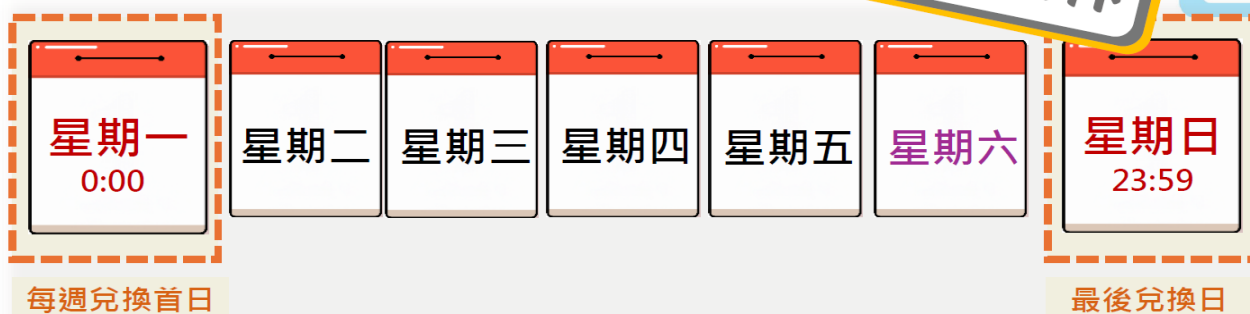 星期一
0:00
星期二
星期三
星期四
星期五
星期六
星期日
23:59
每週兌換首日
最後兌換日